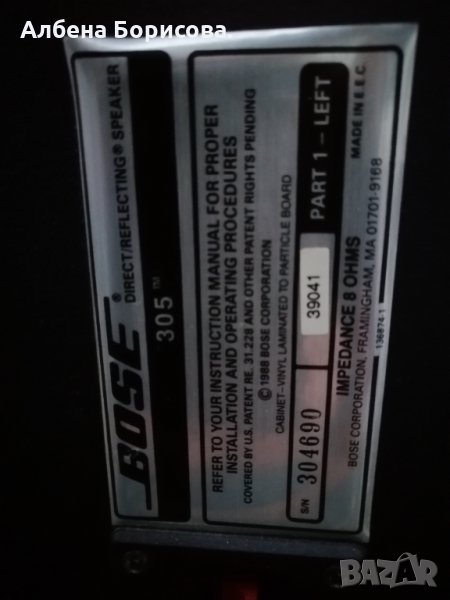 Албена Борисова
BOSE®
DIRECT/REFLECTING® SPEAKER
305™
REFER TO YOUR INSTRUCTION MANUAL FOR PROPER
INSTALLATION AND OPERATING PROCEDURES
COVERED BY U.S. PATENT RE. 31,228 AND OTHER PATENT RIGHTS PENDING
©1988 BOSE CORPORATION
CABINET-VINYL LAMINATED TO PARTICLE BOARD
S/N 304690 39041 PART 1 - LEFT
IMPEDANCE 8 OHMS
BOSE CORPORATION, FRAMINGHAM, MA 01701-9168
136874-1 MADE IN E.E.C.
BAZAR